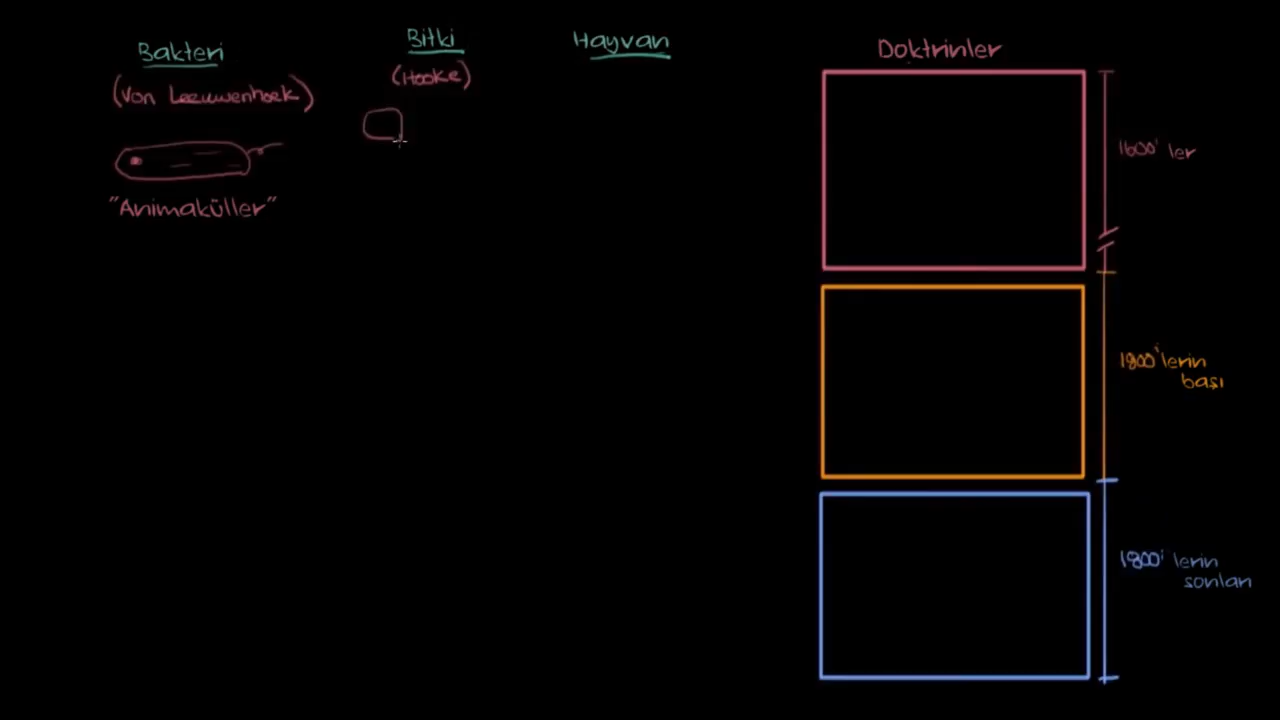 Bakteri
(Von Leeuwenhoek)
"Animaküller"
Bitki
(Hooke)
Hayvan
Doktrinler
1600'ler
1800'lerin
başı
1800'lerin
sonları